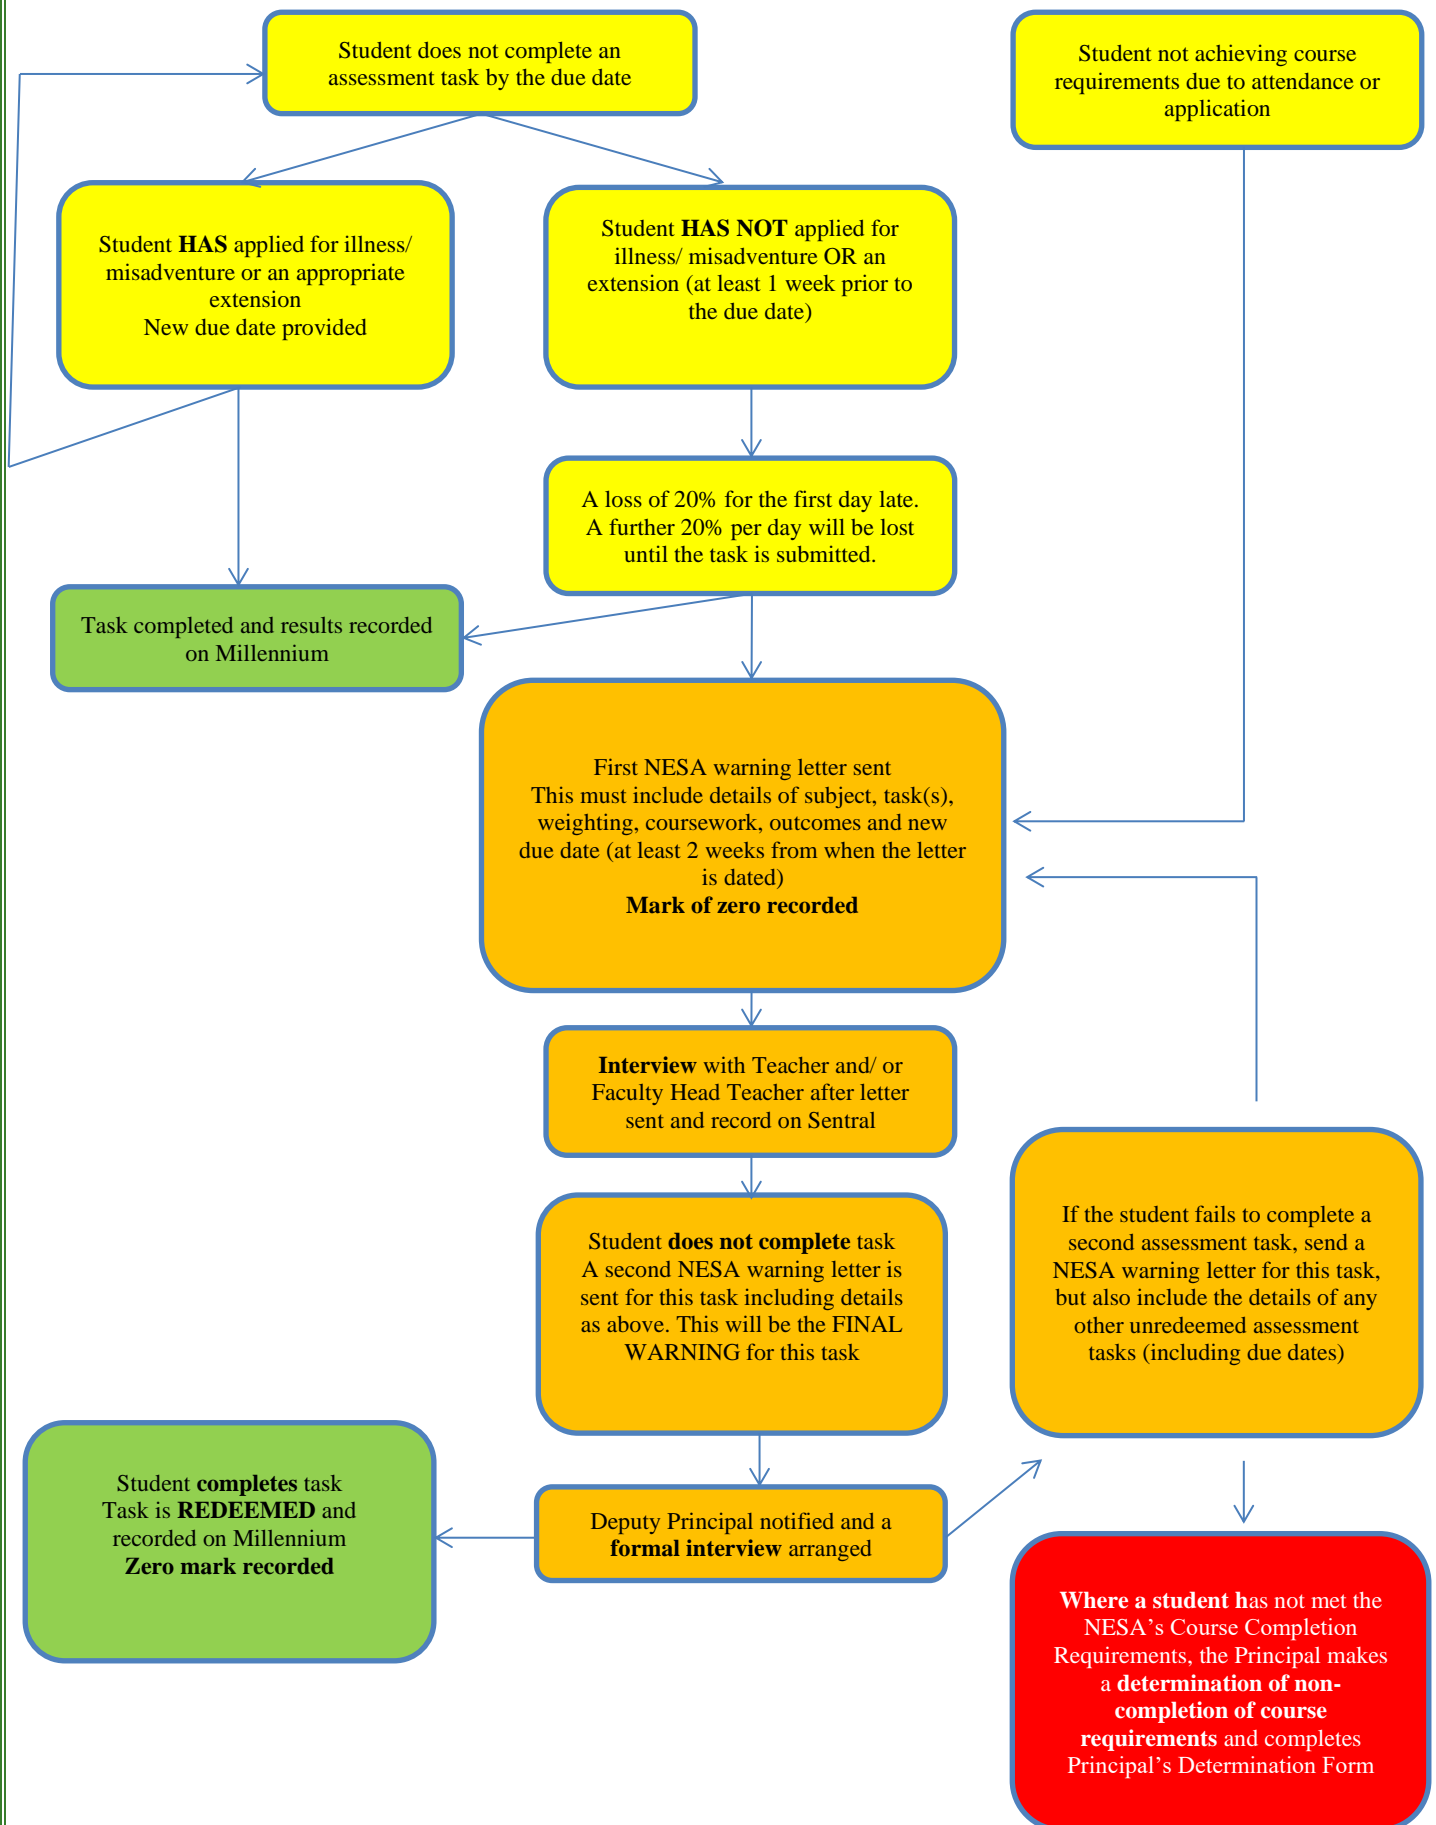 Student does not complete an
assessment task by the due date
Student not achieving course
requirements due to attendance or
application
Student HAS applied for illness/
misadventure or an appropriate
extension
New due date provided
Student HAS NOT applied for
illness/ misadventure OR an
extension (at least 1 week prior to
the due date)
A loss of 20% for the first day late.
A further 20% per day will be lost
until the task is submitted.
Task completed and results recorded
on Millennium
First NESA warning letter sent
This must include details of subject, task(s),
weighting, coursework, outcomes and new
due date (at least 2 weeks from when the letter
is dated)
Mark of zero recorded
Interview with Teacher and/ or
Faculty Head Teacher after letter
sent and record on Sentral
Student does not complete task
A second NESA warning letter is
sent for this task including details
as above. This will be the FINAL
WARNING for this task
If the student fails to complete a
second assessment task, send a
NESA warning letter for this task,
but also include the details of any
other unredeemed assessment
tasks (including due dates)
Student completes task
Task is REDEEMED and
recorded on Millennium
Zero mark recorded
Deputy Principal notified and a
formal interview arranged
Where a student has not met the
NESA’s Course Completion
Requirements, the Principal makes
a determination of non-
completion of course
requirements and completes
Principal’s Determination Form